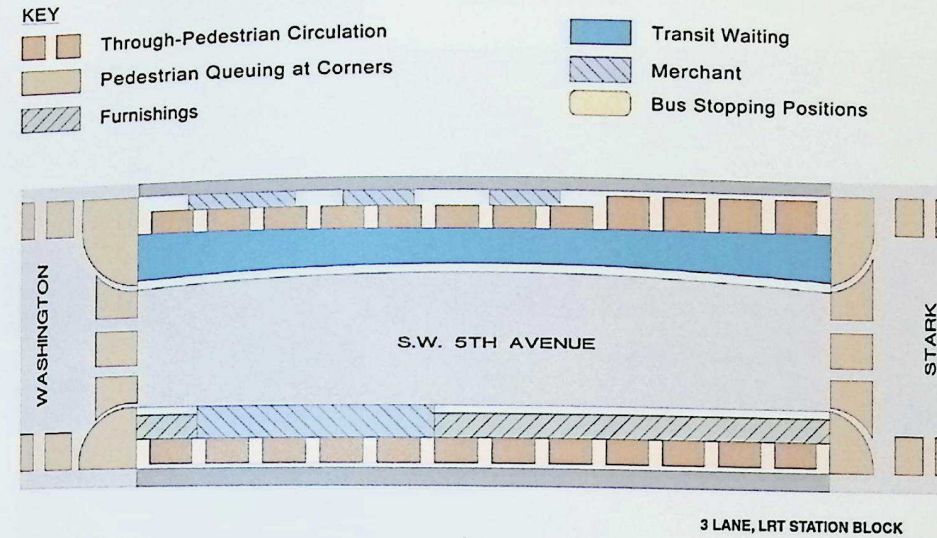 KEY
Through-Pedestrian Circulation
Pedestrian Queuing at Corners
Furnishings
Transit Waiting
Merchant
Bus Stopping Positions
WASHINGTON
S.W. 5TH AVENUE
STARK
3 LANE, LRT STATION BLOCK